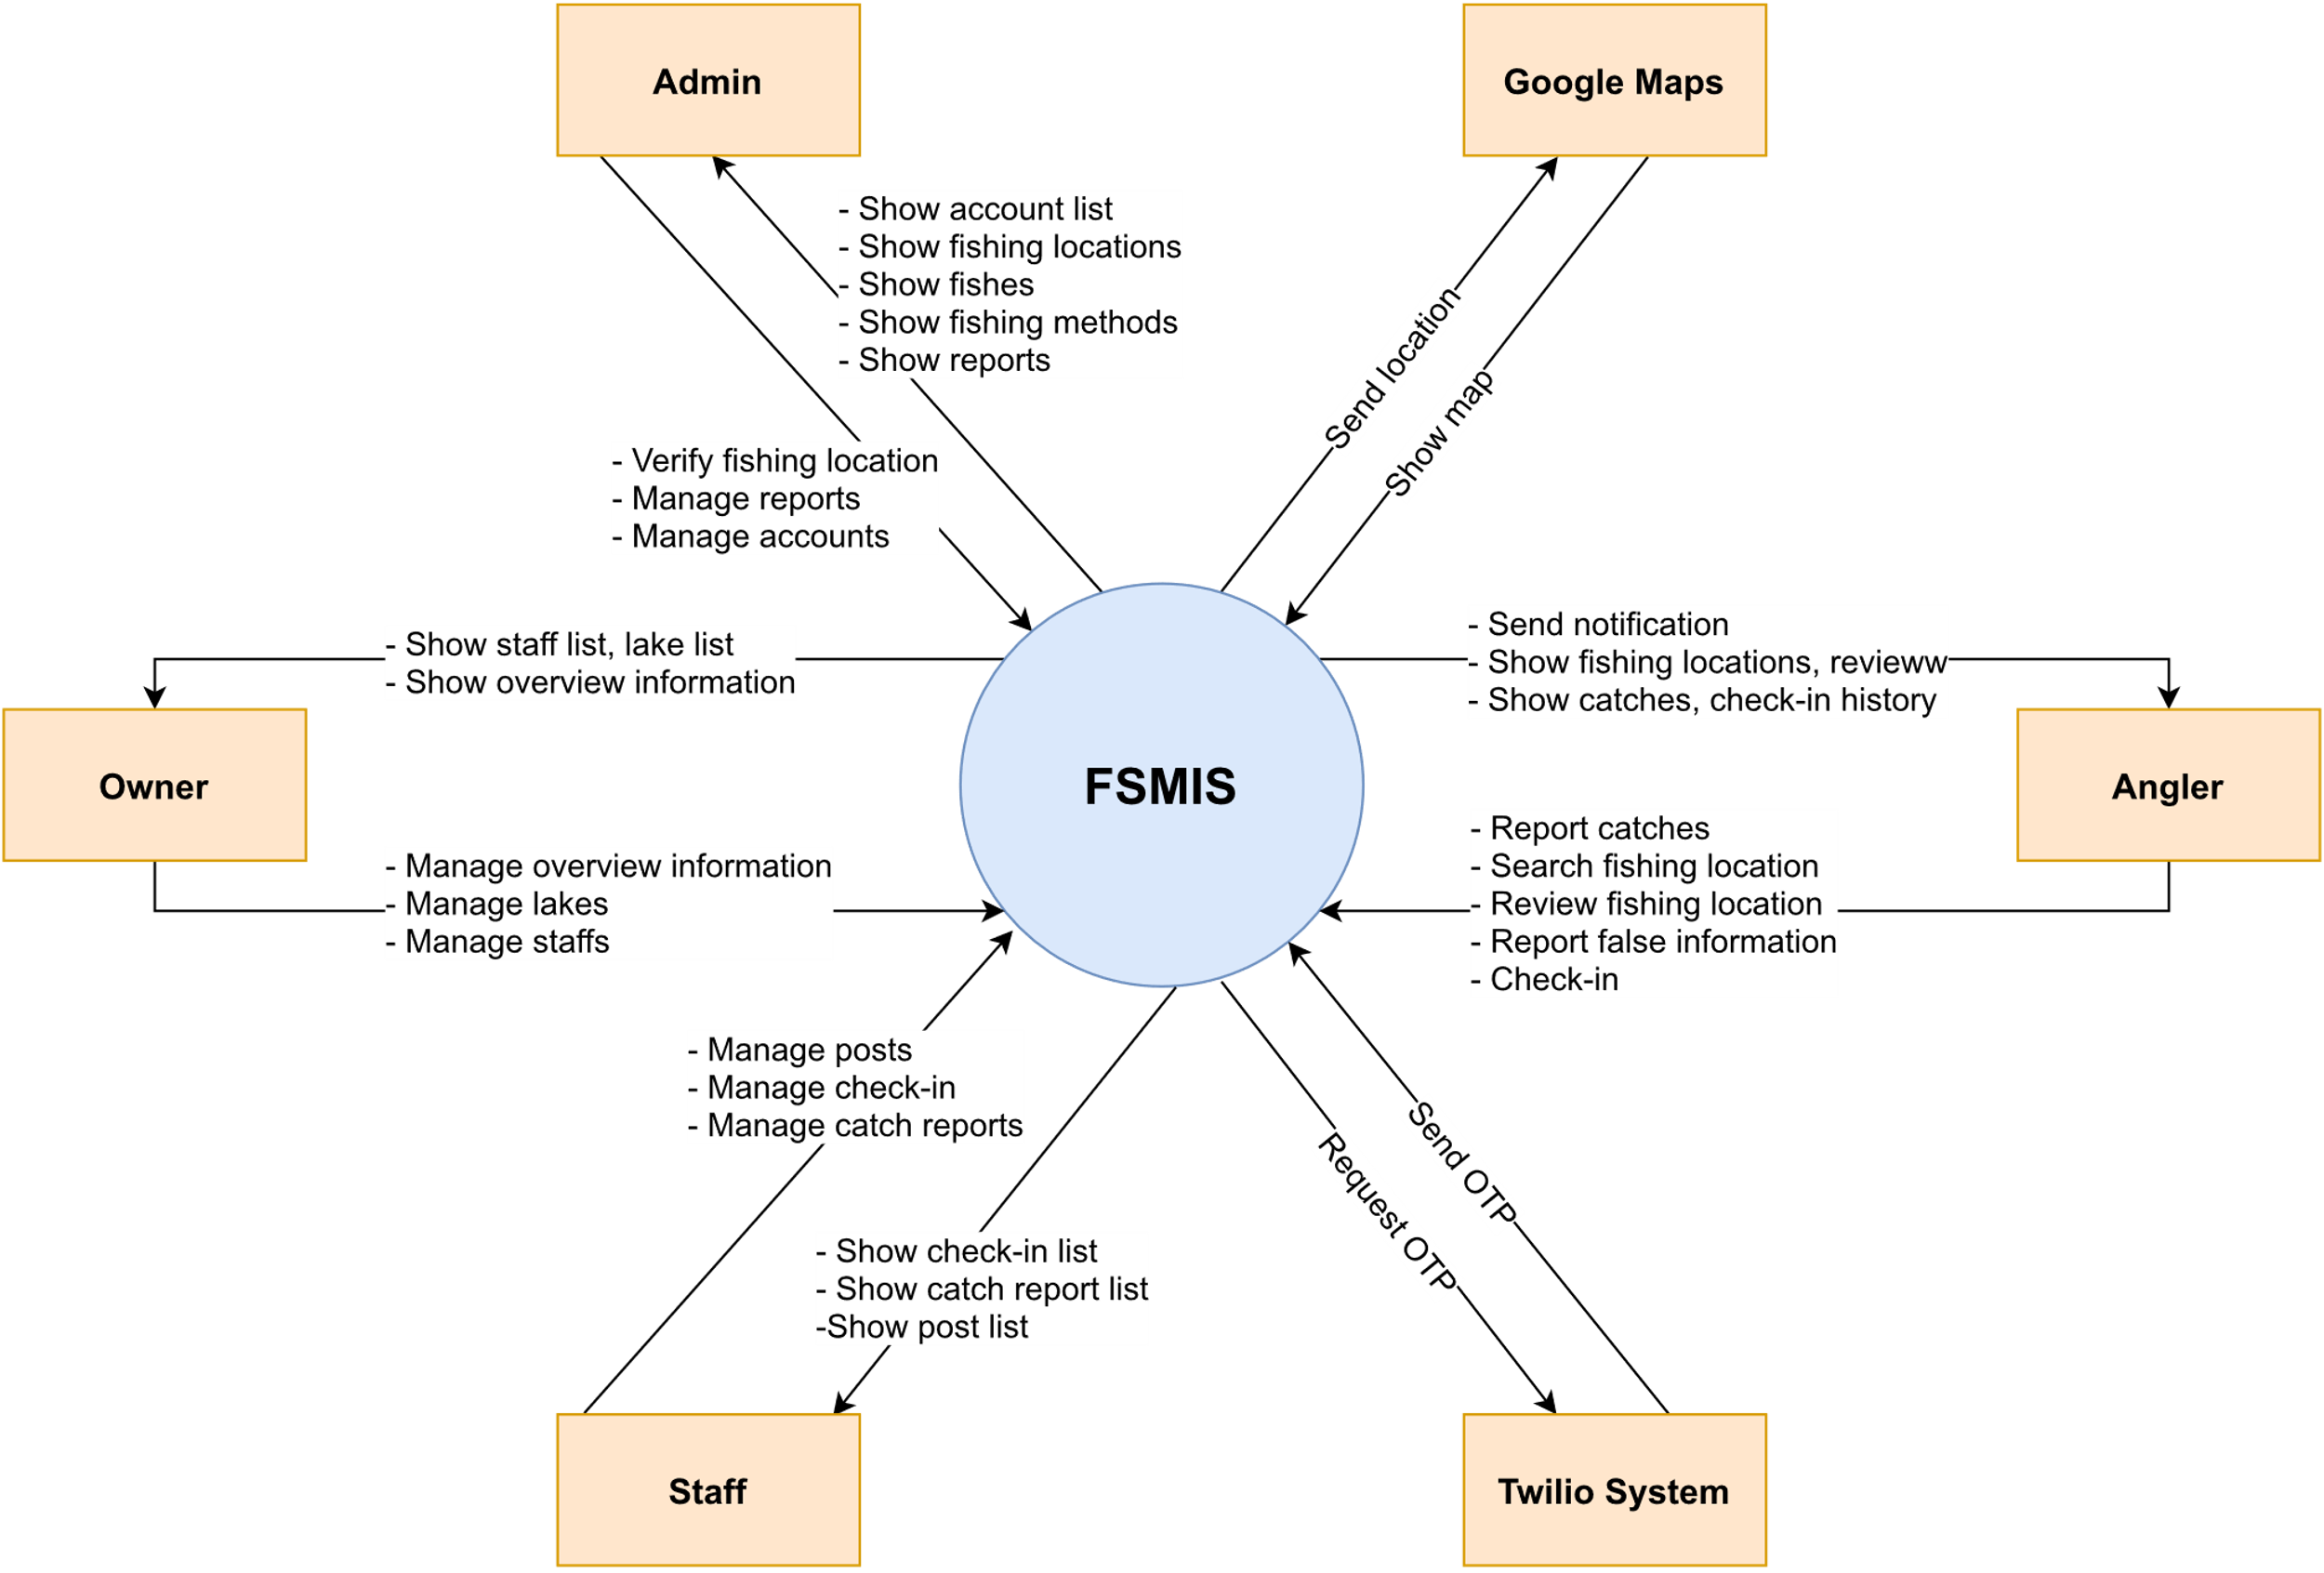 Admin
Google Maps
- Show account list
- Show fishing locations
- Show fishes
- Show fishing methods
- Show reports
Send location
Show map
- Verify fishing location
- Manage reports
- Manage accounts
- Show staff list, lake list
- Show overview information
- Send notification
- Show fishing locations, revieww
- Show catches, check-in history
Owner
FSMIS
Angler
- Manage overview information
- Manage lakes
- Manage staffs
- Report catches
- Search fishing location
- Review fishing location
- Report false information
- Check-in
- Manage posts
- Manage check-in
- Manage catch reports
Send OTP
Request OTP
- Show check-in list
- Show catch report list
-Show post list
Staff
Twilio System